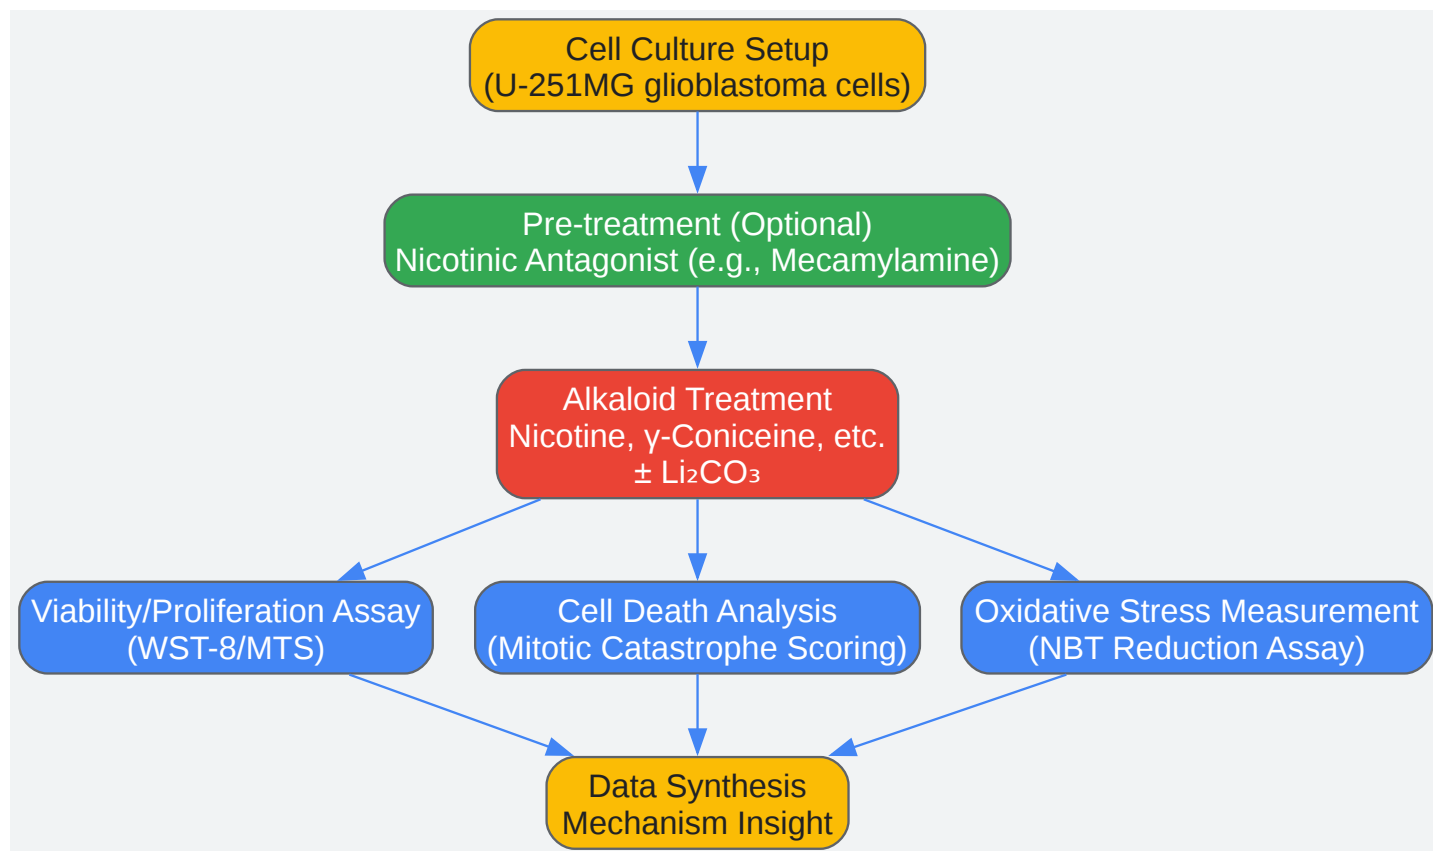 Cell Culture Setup
(U-251MG glioblastoma cells)
Pre-treatment (Optional)
Nicotinic Antagonist (e.g., Mecamylamine)
Alkaloid Treatment
Nicotine, γ-Coniceine, etc.
± Li₂CO₃
Viability/Proliferation Assay
(WST-8/MTS)
Cell Death Analysis
(Mitotic Catastrophe Scoring)
Oxidative Stress Measurement
(NBT Reduction Assay)
Data Synthesis
Mechanism Insight